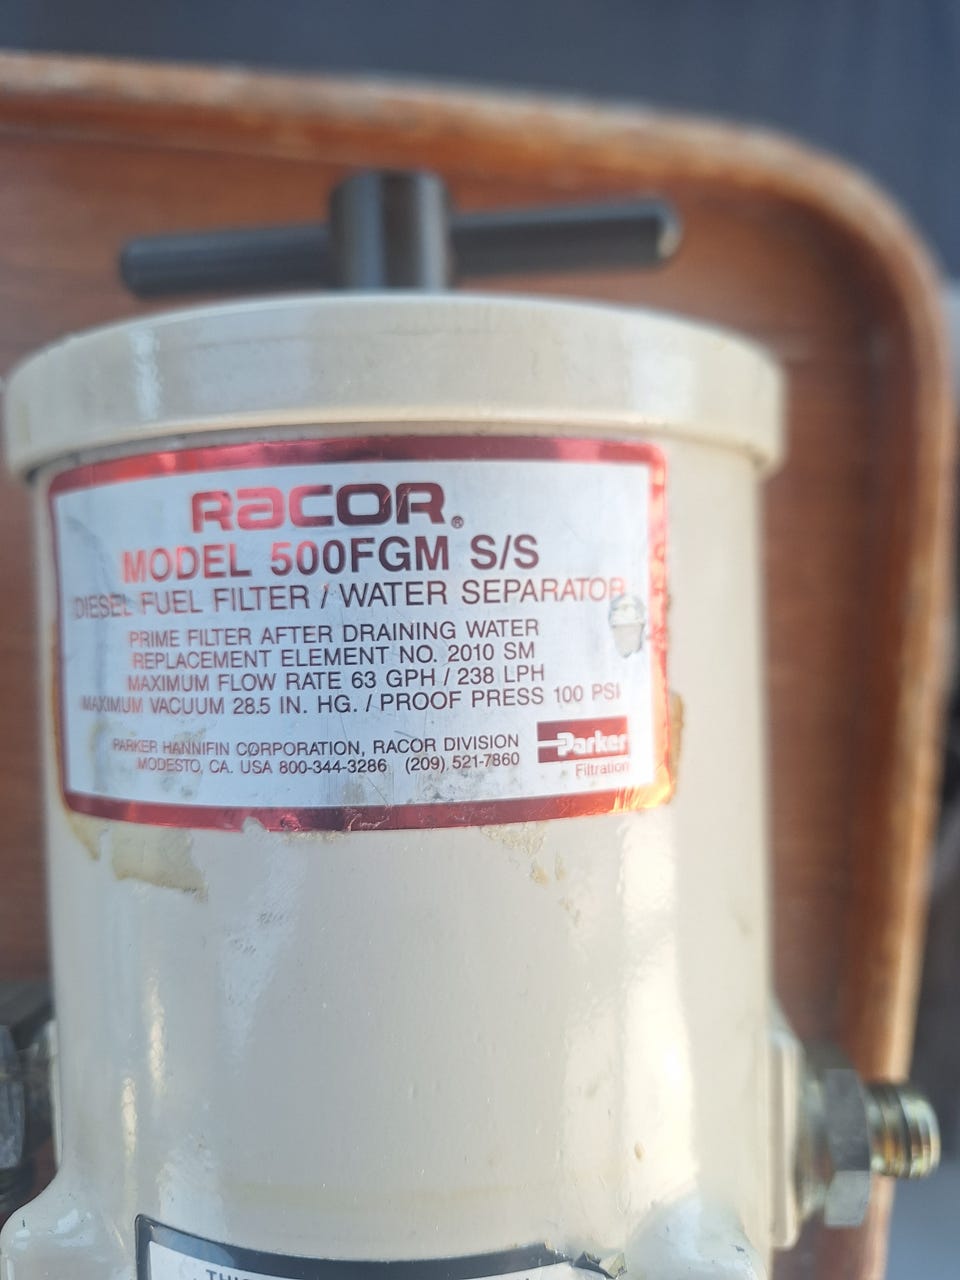 RACOR®
MODEL 500FGM S/S
DIESEL FUEL FILTER / WATER SEPARATOR
PRIME FILTER AFTER DRAINING WATER
REPLACEMENT ELEMENT NO. 2010 SM
MAXIMUM FLOW RATE 63 GPH / 238 LPH
MAXIMUM VACUUM 28.5 IN. HG. / PROOF PRESS 100 PSI
PARKER HANNIFIN CORPORATION, RACOR DIVISION
MODESTO, CA. USA 800-344-3286 (209) 521-7860
Parker
Filtration